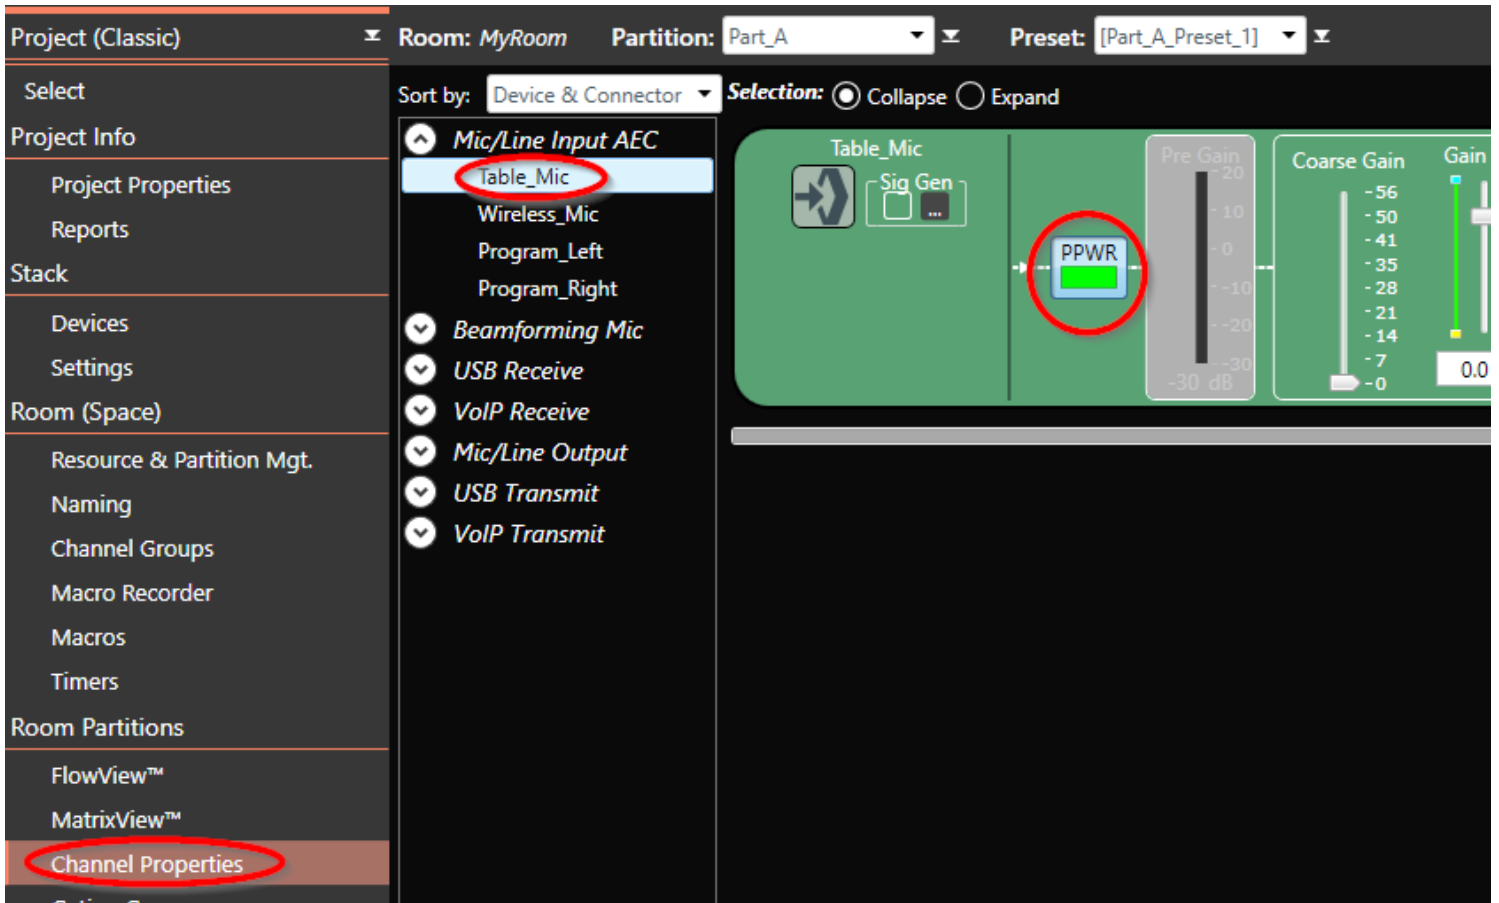 Project (Classic)
Room: MyRoom Partition: Part_A Preset: [Part_A_Preset_1]
Select
Project Info
Project Properties
Reports
Stack
Devices
Settings
Room (Space)
Resource & Partition Mgt.
Naming
Channel Groups
Macro Recorder
Macros
Timers
Room Partitions
FlowView™
MatrixView™
Channel Properties
Sort by: Device & Connector
Selection: Collapse Expand
Mic/Line Input AEC
Table_Mic
Wireless_Mic
Program_Left
Program_Right
Beamforming Mic
USB Receive
VoIP Receive
Mic/Line Output
USB Transmit
VoIP Transmit
Table_Mic
Sig Gen
...
PPWR
Pre Gain
20
10
0
-10
-20
-30
-30 dB
Coarse Gain
56
50
41
35
28
21
14
7
0
Gain
0.0